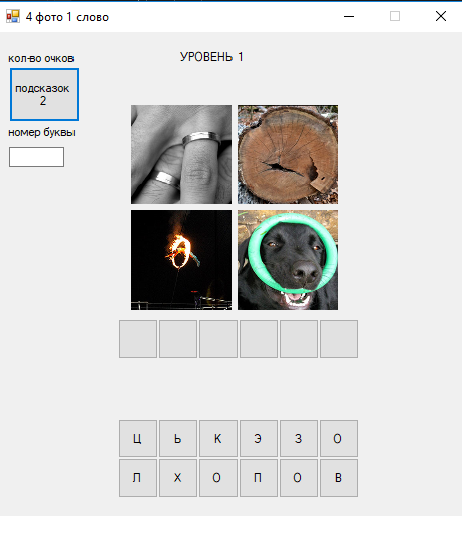 4 фото 1 слово
кол-во очков
УРОВЕНЬ 1
подсказок
2
номер буквы
Ц Ь К Э З О
Л Х О П О В